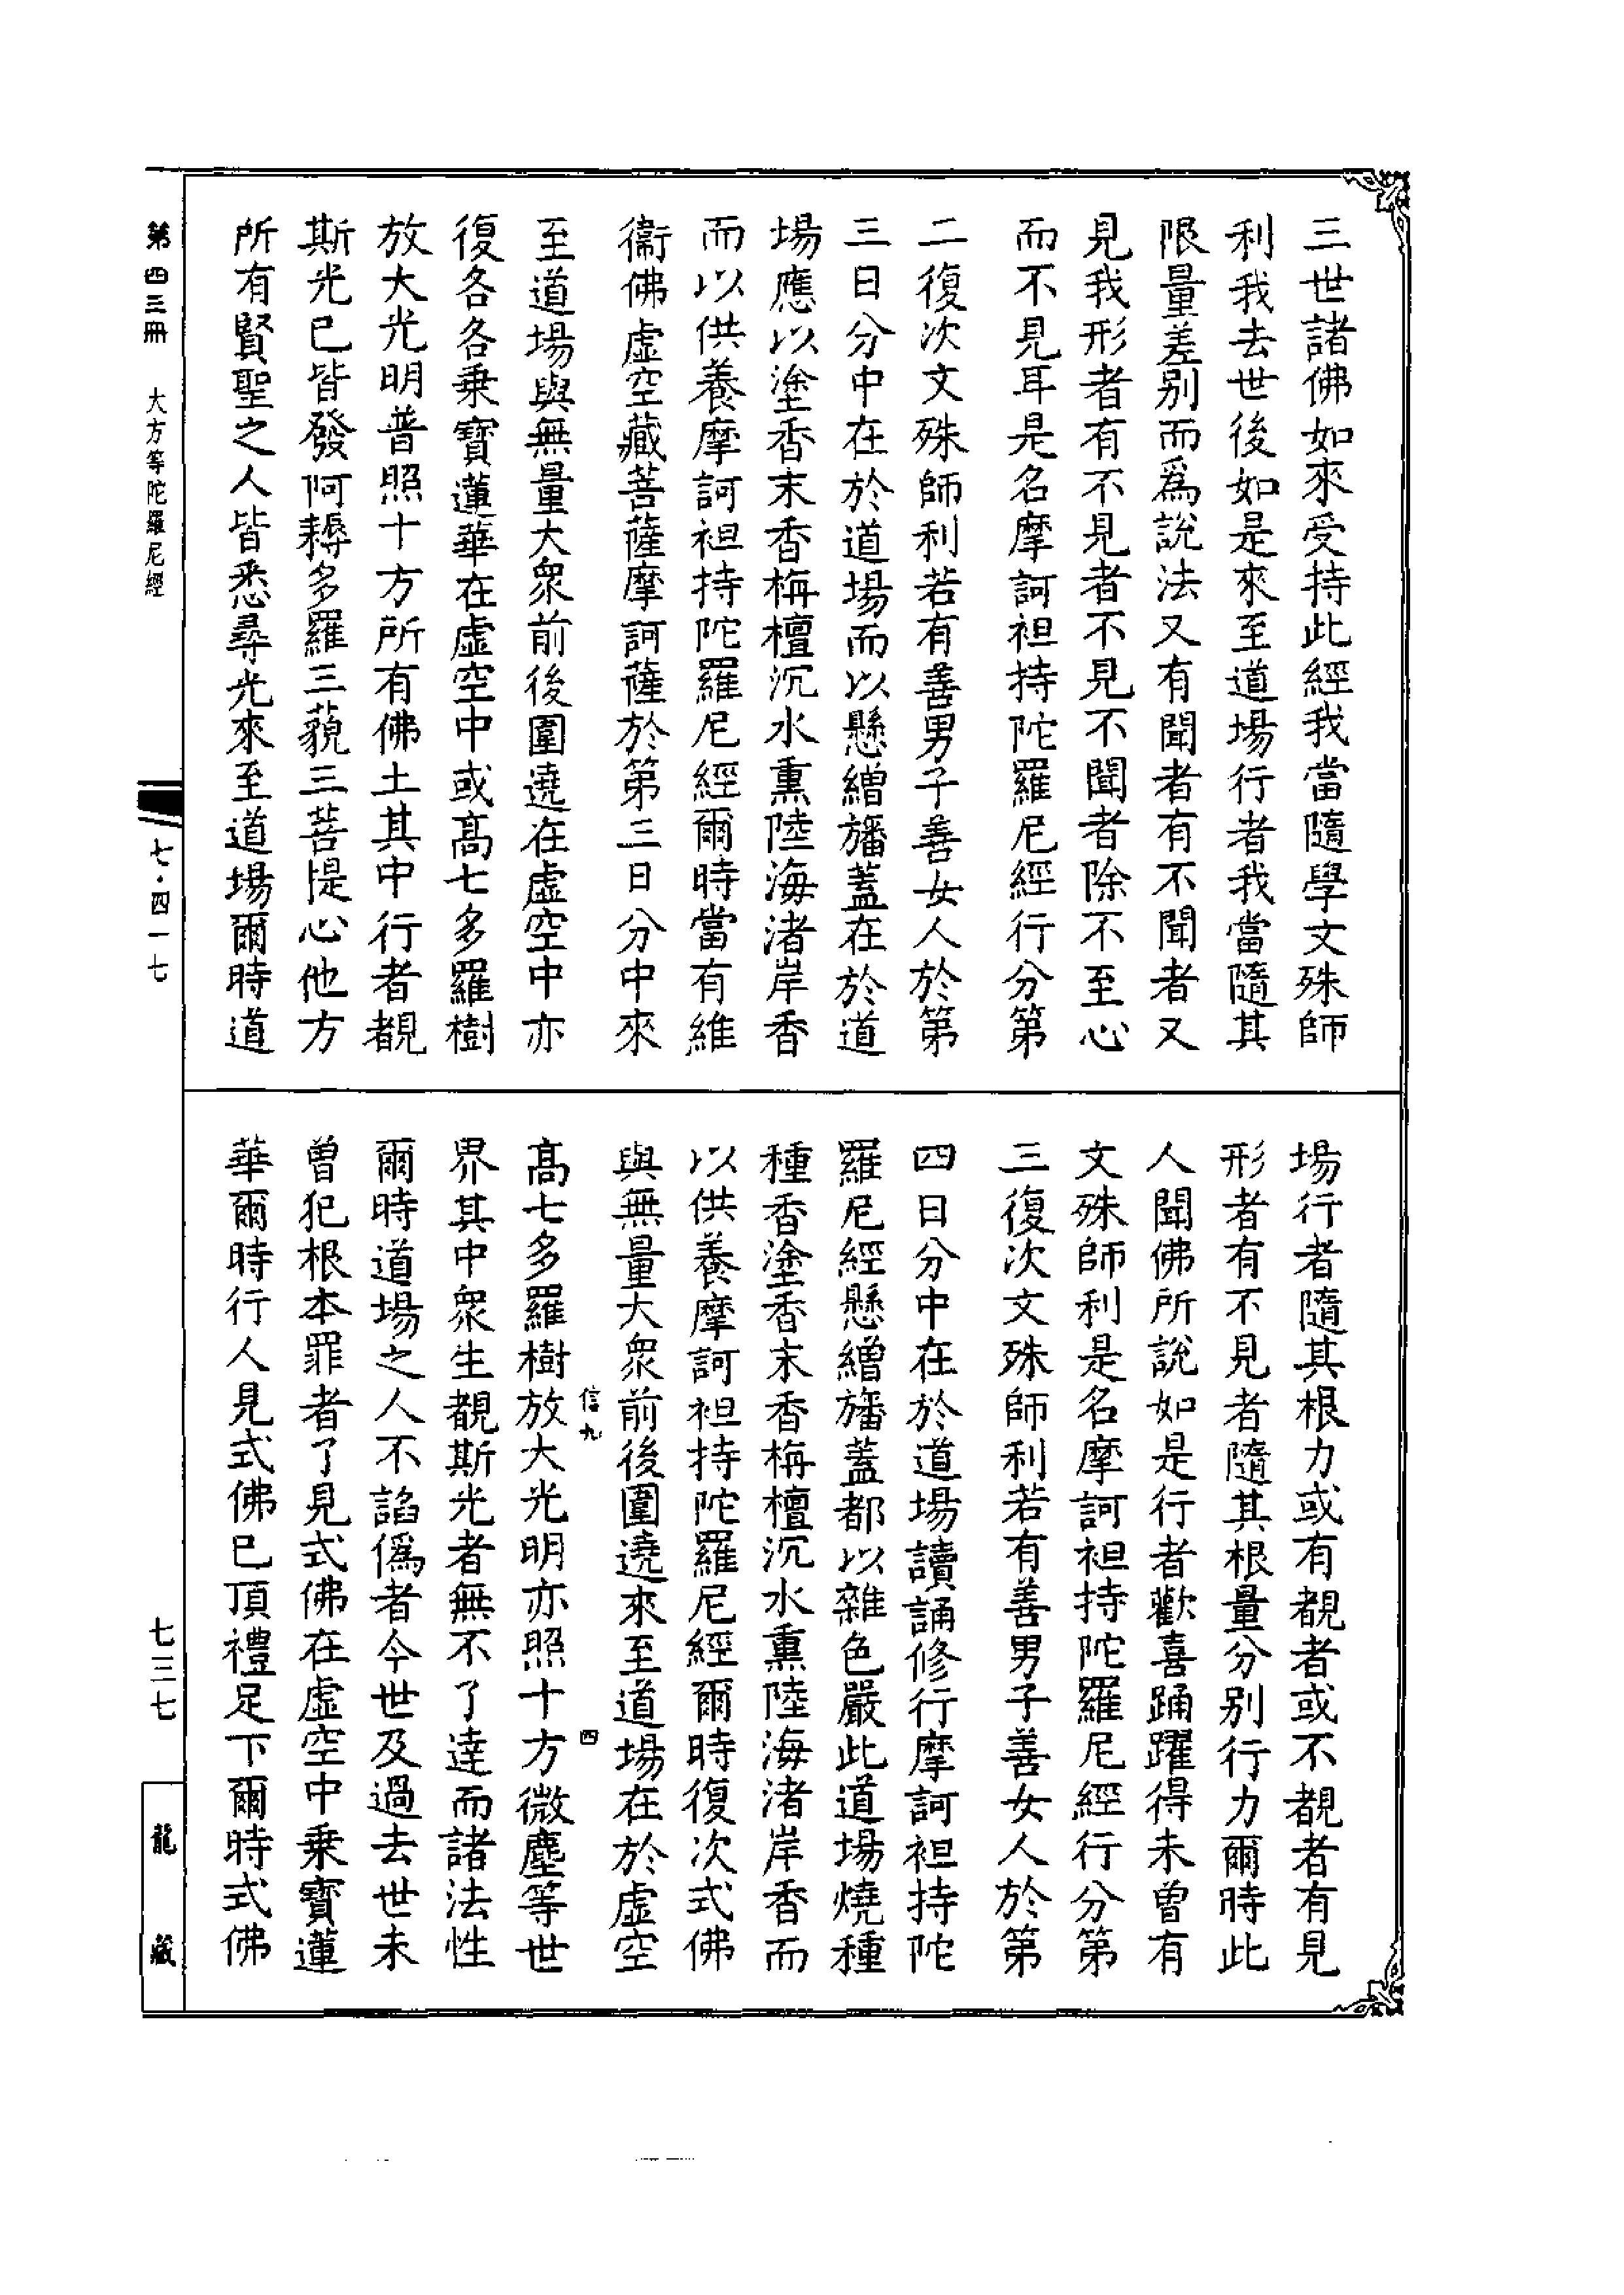 三世諸佛如來受持此經我當隨學文殊師
利我去世後如是來至道場行者我當隨其
限量差别而爲說法又有聞者有不聞者又
見我形者有不見者不見不聞者除不至心
而不見耳是名摩訶袒持陀羅尼經行分第
二復次文殊師利若有善男子善女人於第
三日分中在於道場而以懸繒旛蓋在於道
場應以塗香末香栴檀沉水熏陸海渚岸香
而以供養摩訶袒持陀羅尼經爾時當有維
衞佛虛空藏菩薩摩訶薩於第三日分中來
至道場與無量大衆前後圍遶在虛空中亦
復各各乘寶蓮華在虛空中或高七多羅樹
放大光明普照十方所有佛土其中行者覩
斯光已皆發阿耨多羅三藐三菩提心他方
所有賢聖之人皆悉尋光來至道場爾時道
場行者隨其根力或有覩者或不覩者有見
形者有不見者隨其根量分别行力爾時此
人聞佛所說如是行者歡喜踊躍得未曾有
文殊師利是名摩訶袒持陀羅尼經行分第
三復次文殊師利若有善男子善女人於第
四日分中在於道場讀誦修行摩訶袒持陀
羅尼經懸繒旛蓋都以雜色嚴此道場燒種
種香塗香末香栴檀沉水熏陸海渚岸香而
以供養摩訶袒持陀羅尼經爾時復次式佛
與無量大衆前後圍遶來至道場在於虛空
信九
四
高七多羅樹放大光明亦照十方微塵等世
界其中衆生覩斯光者無不了達而諸法性
爾時道場之人不諂僞者今世及過去世未
曾犯根本罪者了見式佛在虛空中乘寶蓮
華爾時行人見式佛已頂禮足下爾時式佛
第四三冊
大方等陀羅尼經
七·四一七
七三七
龍藏